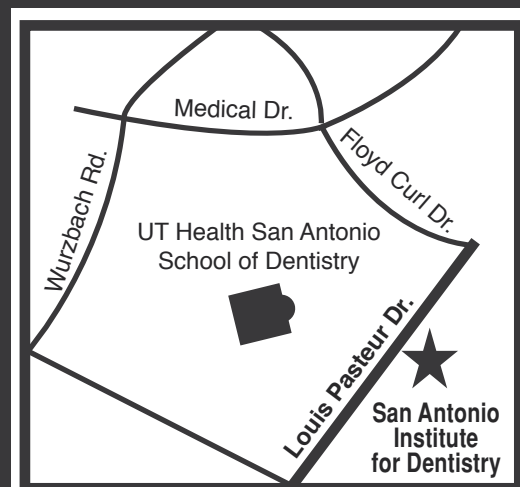 Medical Dr.
Floyd Curl Dr.
Wurzbach Rd.
UT Health San Antonio
School of Dentistry
Louis Pasteur Dr.
San Antonio
Institute
for Dentistry